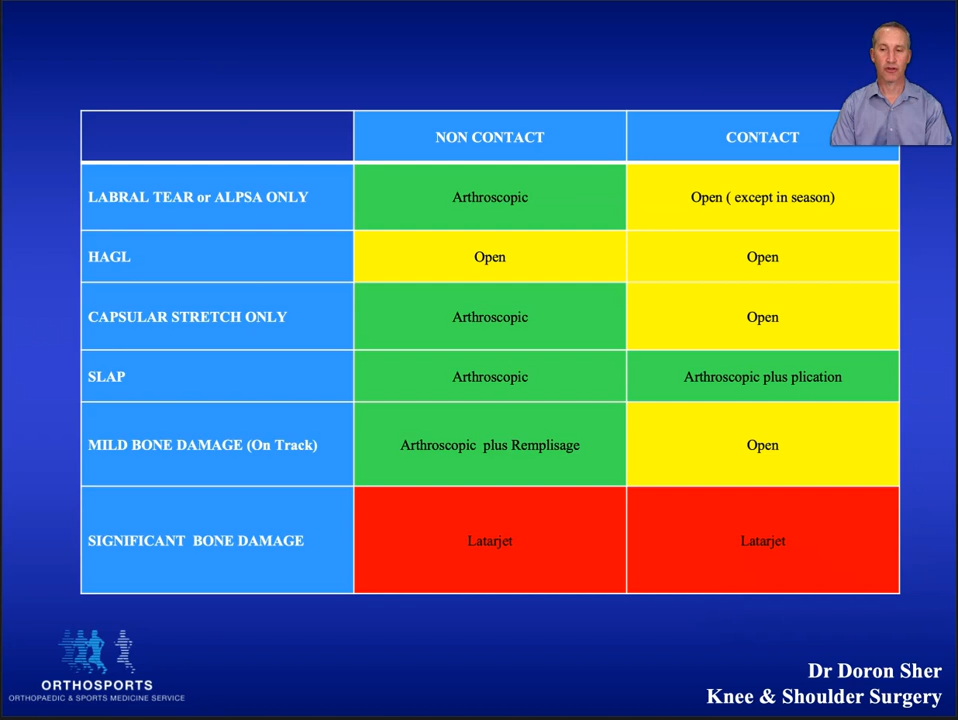 NON CONTACT
CONTACT
LABRAL TEAR or ALPSA ONLY
Arthroscopic
Open ( except in season)
HAGL
Open
Open
CAPSULAR STRETCH ONLY
Arthroscopic
Open
SLAP
Arthroscopic
Arthroscopic plus plication
MILD BONE DAMAGE (On Track)
Arthroscopic plus Remplisage
Open
SIGNIFICANT BONE DAMAGE
Latarjet
Latarjet
ORTHOSPORTS
ORTHOPAEDIC & SPORTS MEDICINE SERVICE
Dr Doron Sher
Knee & Shoulder Surgery